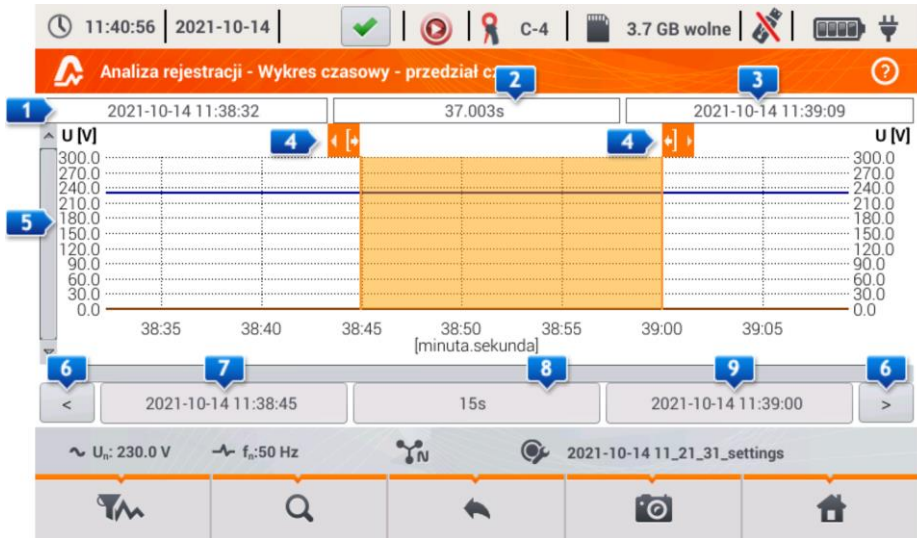 11:40:56 2021-10-14 C-4 3.7 GB wolne
Analiza rejestracji - Wykres czasowy - przedział
2
3
?
1
2021-10-14 11:38:32 37.003s 2021-10-14 11:39:09
U [V] 4 4 U [V]
300.0 300.0
270.0 270.0
240.0 240.0
210.0 210.0
5
180.0 180.0
150.0 150.0
120.0 120.0
90.0 90.0
60.0 60.0
30.0 30.0
0.0 0.0
38:35 38:40 38:45 38:50 38:55 39:00 39:05
[minuta.sekunda]
6 7 8 9 6
< 2021-10-14 11:38:45 15s 2021-10-14 11:39:00 >
Uₙ: 230.0 V fₙ:50 Hz N 2021-10-14 11_21_31_settings